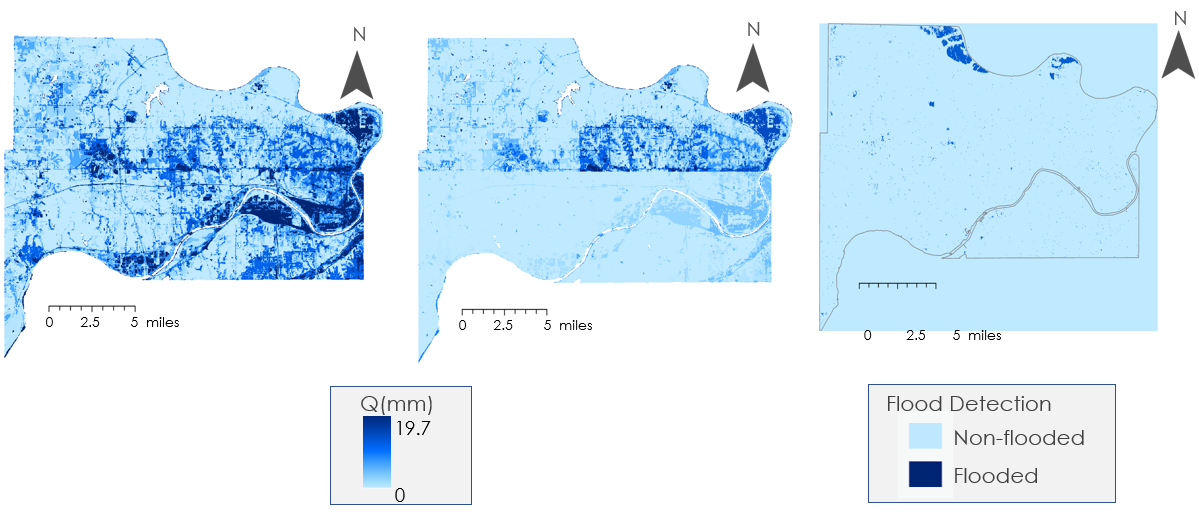 N
N
N
0 2.5 5 miles
0 2.5 5 miles
0 2.5 5 miles
Q(mm)
19.7
0
Flood Detection
Non-flooded
Flooded